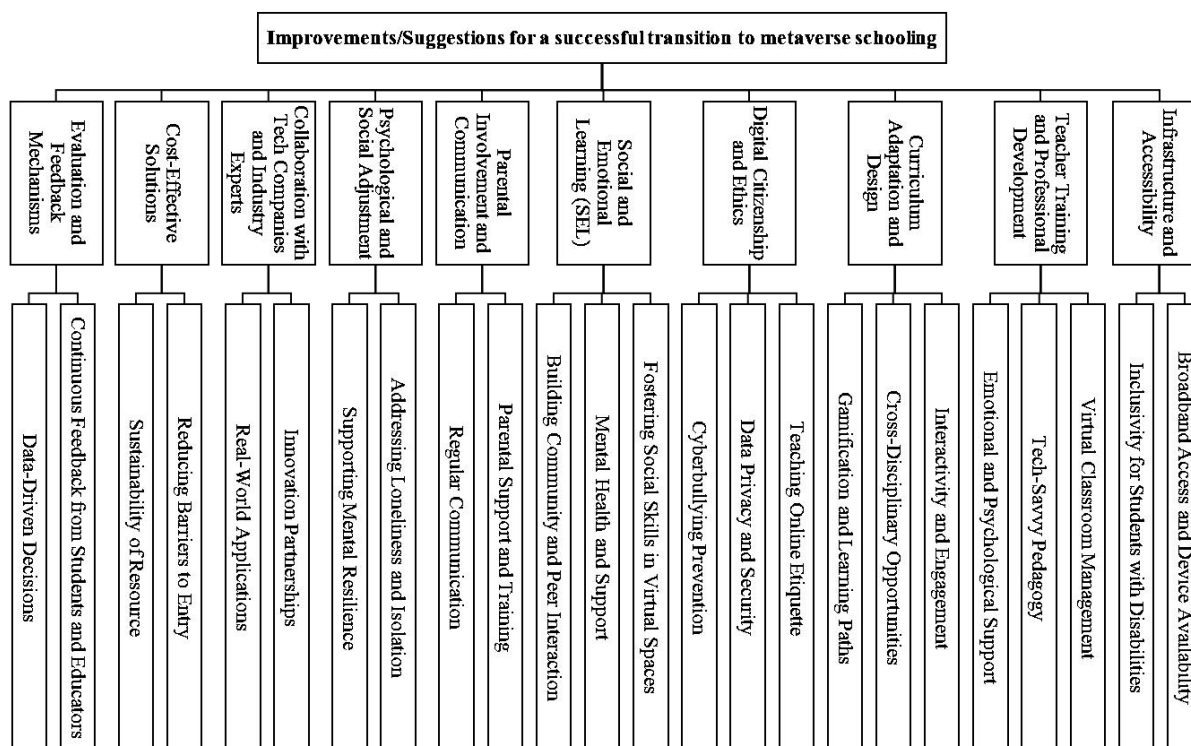 Improvements/Suggestions for a successful transition to metaverse schooling
Evaluation and
Feedback
Mechanisms
Cost-Effective
Solutions
Collaboration with
Tech Companies
and Industry
Experts
Psychological and
Social Adjustment
Parental
Involvement and
Communication
Social and
Emotional
Learning (SEL)
Digital Citizenship
and Ethics
Curriculum
Adaptation and
Design
Teacher Training
and Professional
Development
Infrastructure and
Accessibility
Data-Driven Decisions
Continuous Feedback from Students and Educators
Sustainability of Resource
Reducing Barriers to Entry
Real-World Applications
Innovation Partnerships
Supporting Mental Resilience
Addressing Loneliness and Isolation
Regular Communication
Parental Support and Training
Building Community and Peer Interaction
Mental Health and Support
Fostering Social Skills in Virtual Spaces
Cyberbullying Prevention
Data Privacy and Security
Teaching Online Etiquette
Gamification and Learning Paths
Cross-Disciplinary Opportunities
Interactivity and Engagement
Emotional and Psychological Support
Tech-Savvy Pedagogy
Virtual Classroom Management
Inclusivity for Students with Disabilities
Broadband Access and Device Availability